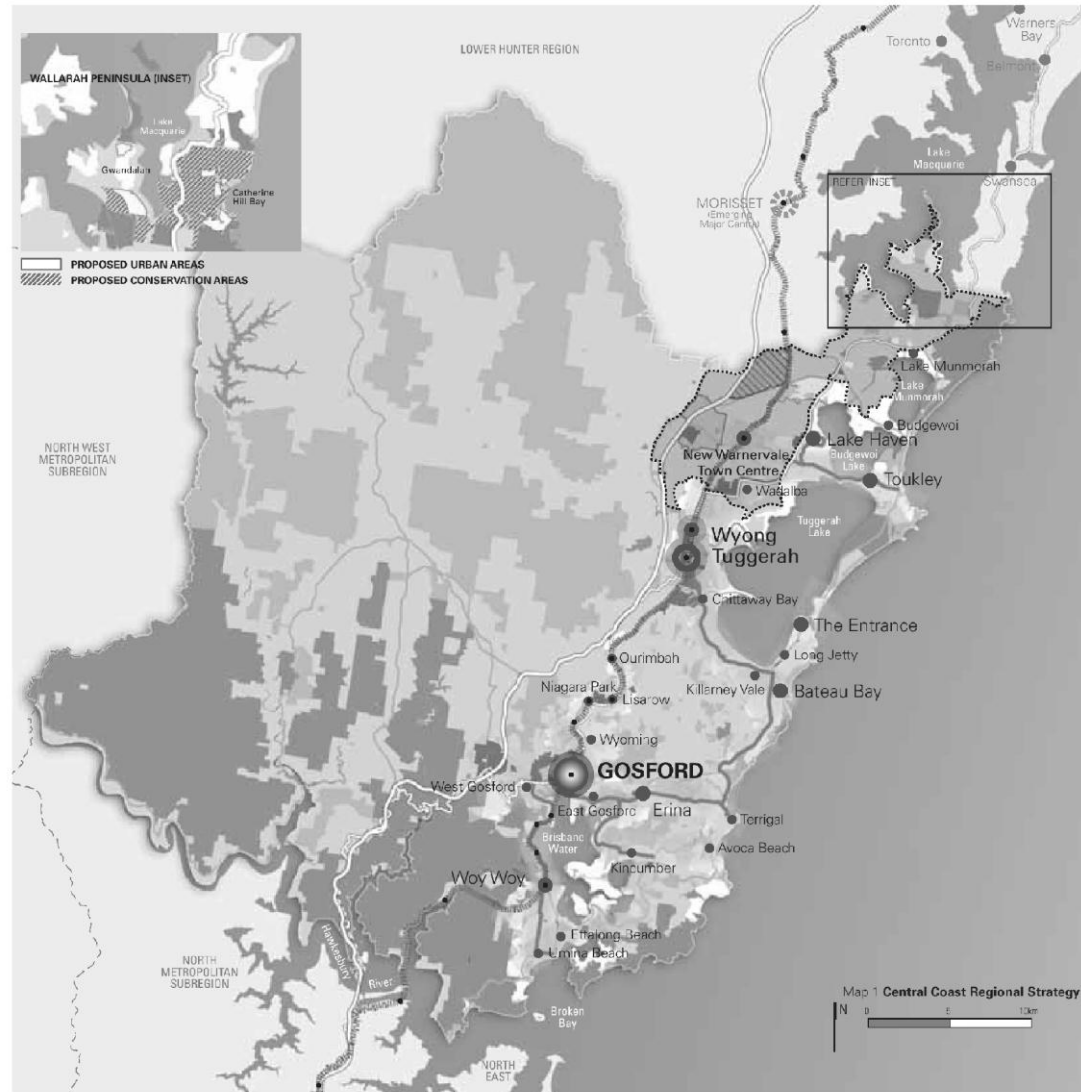 LOWER HUNTER REGION
Toronto
Warners
Bay
Belmont
WALLARAH PENINSULA (INSET)
Lake
Macquarie
Gwandalan
Catherine
Hill Bay
PROPOSED URBAN AREAS
PROPOSED CONSERVATION AREAS
Lake
Macquarie
REFER INSET
Swansea
MORISSET
(Emerging
Major Centre)
Lake Munmorah
Lake
Munmorah
Budgewoi
Lake Haven
Budgewoi
Lake
New Warnervale
Town Centre
Toukley
Wadalba
NORTH WEST
METROPOLITAN
SUBREGION
Tuggerah
Lake
Wyong
Tuggerah
Chittaway Bay
The Entrance
Long Jetty
Ourimbah
Killarney Vale
Bateau Bay
Niagara Park
Lisarow
Wyoming
GOSFORD
West Gosford
East Gosford
Erina
Terrigal
Brisbane
Water
Avoca Beach
Kincumber
Woy Woy
Ettalong Beach
Umina Beach
Hawkesbury
River
NORTH
METROPOLITAN
SUBREGION
Broken
Bay
NORTH
EAST
Map 1 Central Coast Regional Strategy
N
0 5 10km